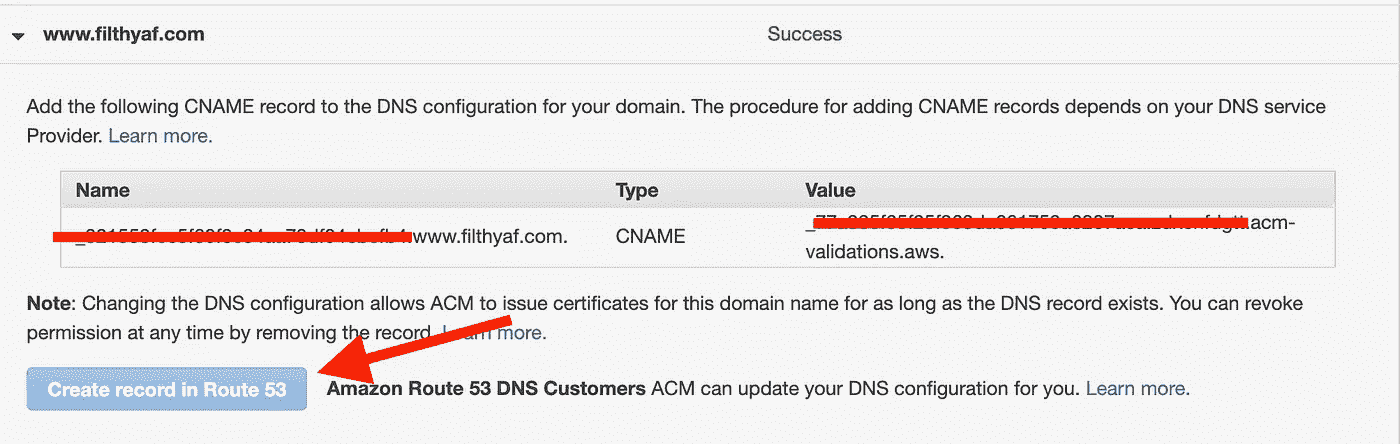 www.filthyaf.com Success
Add the following CNAME record to the DNS configuration for your domain. The procedure for adding CNAME records depends on your DNS service
Provider. Learn more.
Name Type Value
www.filthyaf.com. CNAME .acm-
validations.aws.
Note: Changing the DNS configuration allows ACM to issue certificates for this domain name for as long as the DNS record exists. You can revoke
permission at any time by removing the record. Learn more.
Create record in Route 53 Amazon Route 53 DNS Customers ACM can update your DNS configuration for you. Learn more.